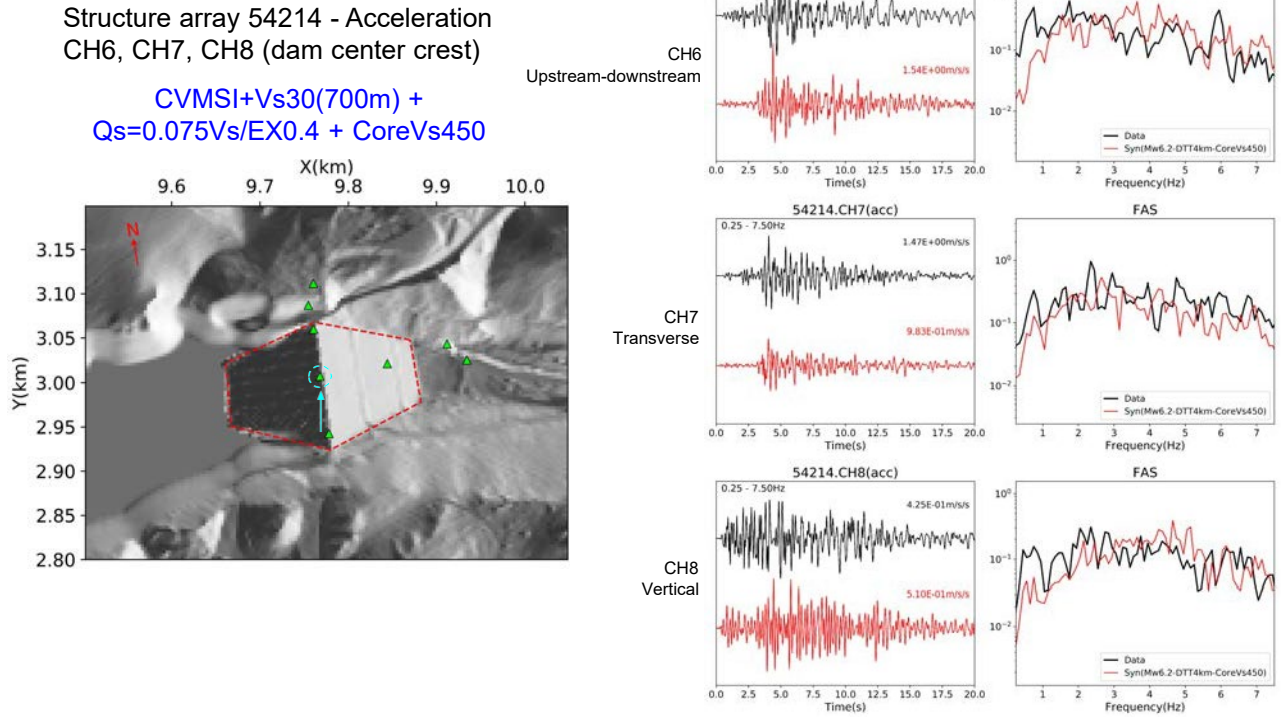 Structure array 54214 - Acceleration
CH6, CH7, CH8 (dam center crest)
CVMSI+Vs30(700m) +
Qs=0.075Vs/EX0.4 + CoreVs450
X(km)
9.6 9.7 9.8 9.9 10.0
N
Y(km)
3.15
3.10
3.05
3.00
2.95
2.90
2.85
2.80
CH6
Upstream-downstream
1.54E+00m/s/s
0.0 2.5 5.0 7.5 10.0 12.5 15.0 17.5 20.0
Time(s)
10⁻¹
10⁻²
Data
Syn(Mw6.2-DTT4km-CoreVs450)
1 2 3 4 5 6 7
Frequency(Hz)
CH7
Transverse
54214.CH7(acc)
0.25 - 7.50Hz
1.47E+00m/s/s
9.83E-01m/s/s
0.0 2.5 5.0 7.5 10.0 12.5 15.0 17.5 20.0
Time(s)
FAS
10⁰
10⁻¹
10⁻²
Data
Syn(Mw6.2-DTT4km-CoreVs450)
1 2 3 4 5 6 7
Frequency(Hz)
CH8
Vertical
54214.CH8(acc)
0.25 - 7.50Hz
4.25E-01m/s/s
5.10E-01m/s/s
0.0 2.5 5.0 7.5 10.0 12.5 15.0 17.5 20.0
Time(s)
FAS
10⁰
10⁻¹
10⁻²
Data
Syn(Mw6.2-DTT4km-CoreVs450)
1 2 3 4 5 6 7
Frequency(Hz)